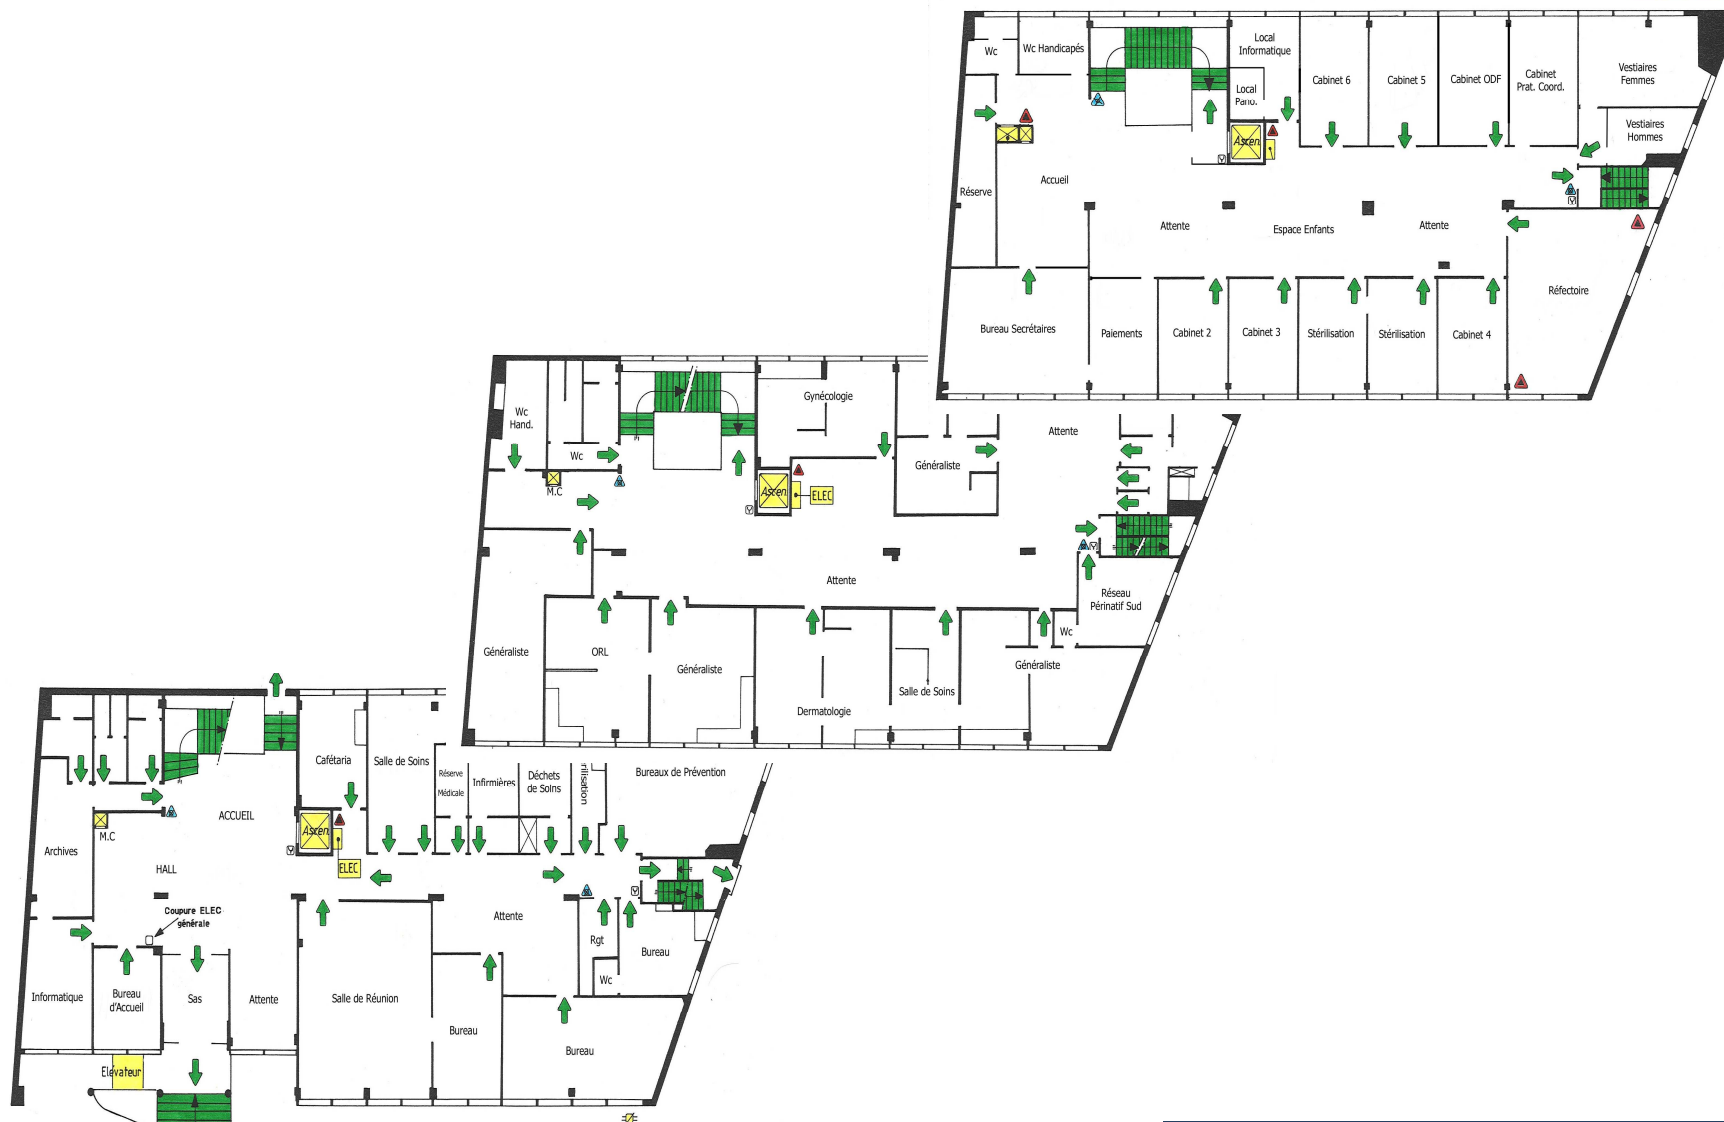 Wc
Wc Handicapés
Local
Informatique
Local
Pano.
Cabinet 6
Cabinet 5
Cabinet ODF
Cabinet
Prat. Coord.
Vestiaires
Femmes
Vestiaires
Hommes
Ascen.
Accueil
Réserve
Attente
Espace Enfants
Attente
Réfectoire
Bureau Secrétaires
Paiements
Cabinet 2
Cabinet 3
Stérilisation
Stérilisation
Cabinet 4
Wc
Hand.
Wc
M.C
Gynécologie
Généraliste
Attente
Ascen.
ELEC
Attente
Réseau
Périnatif Sud
Wc
Généraliste
ORL
Généraliste
Dermatologie
Salle de Soins
Généraliste
Cafétaria
Salle de Soins
Réserve
Médicale
Infirmières
Déchets
de Soins
rilisation
Bureaux de Prévention
ACCUEIL
Ascen.
M.C
Archives
HALL
ELEC
Coupure ELEC
générale
Attente
Rgt
Bureau
Wc
Informatique
Bureau
d'Accueil
Sas
Attente
Salle de Réunion
Bureau
Bureau
Elévateur